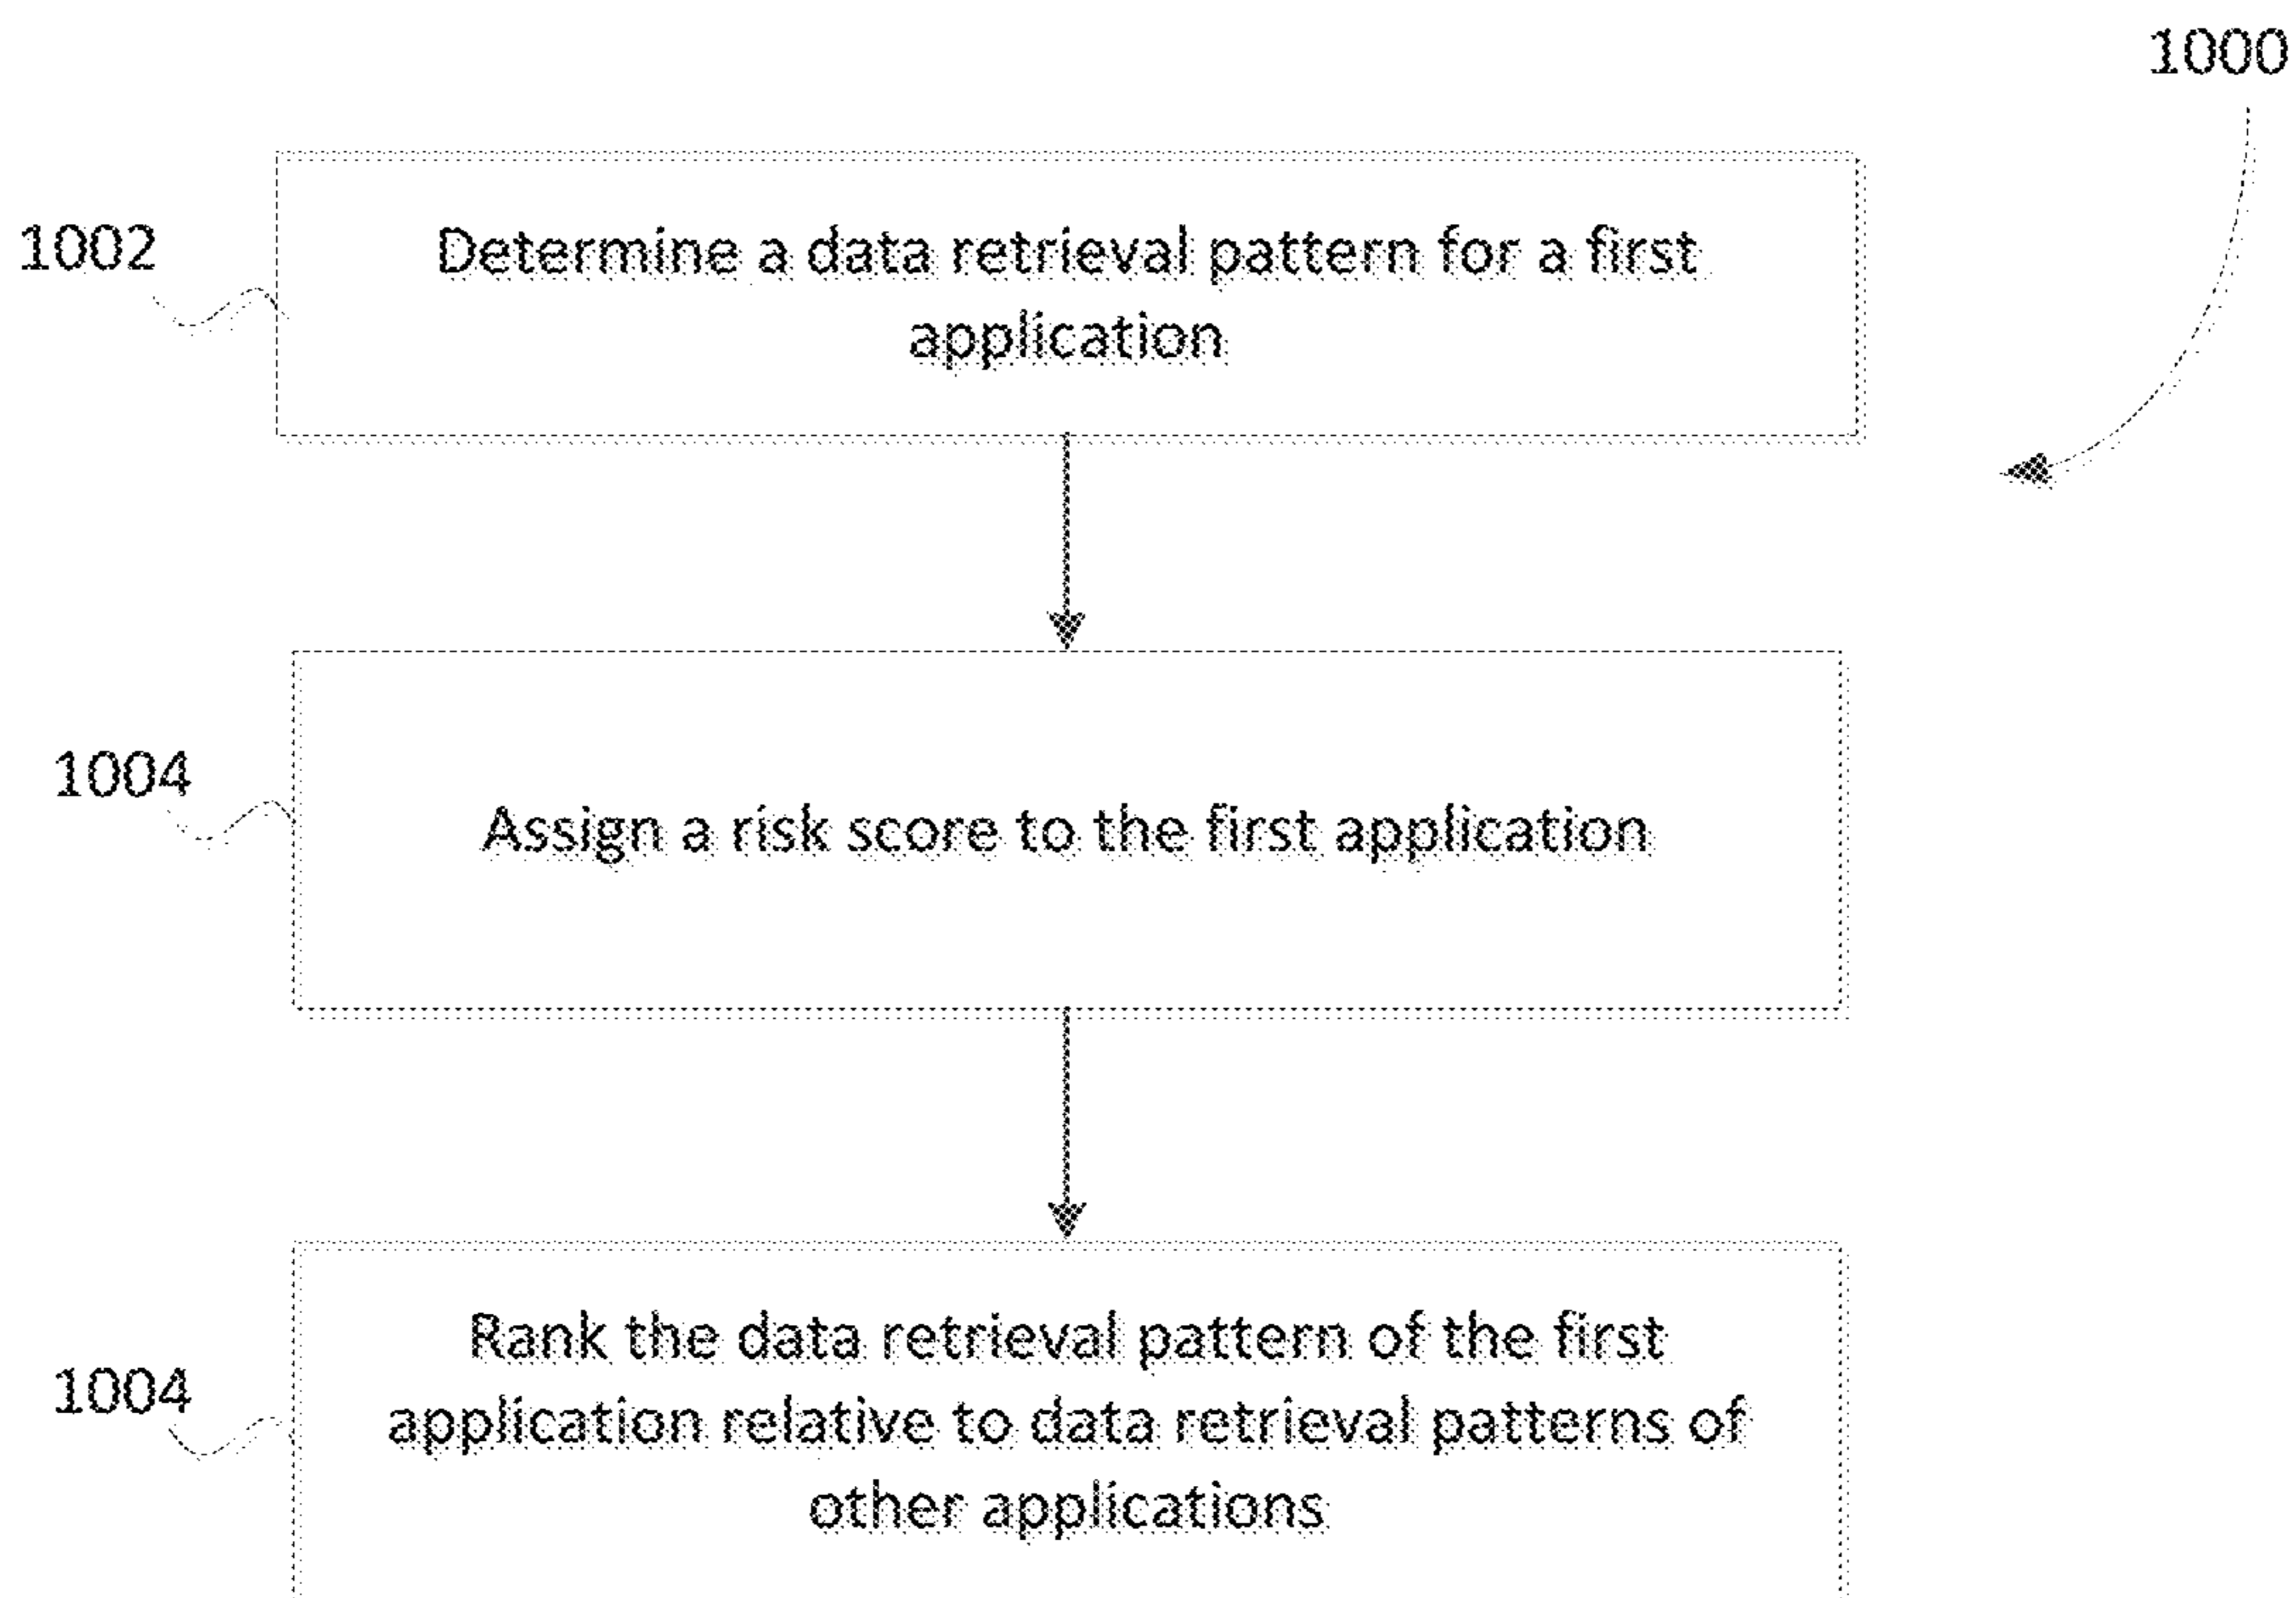 1000
1002
Determine a data retrieval pattern for a first
application
1004
Assign a risk score to the first application
1004
Rank the data retrieval pattern of the first
application relative to data retrieval patterns of
other applications